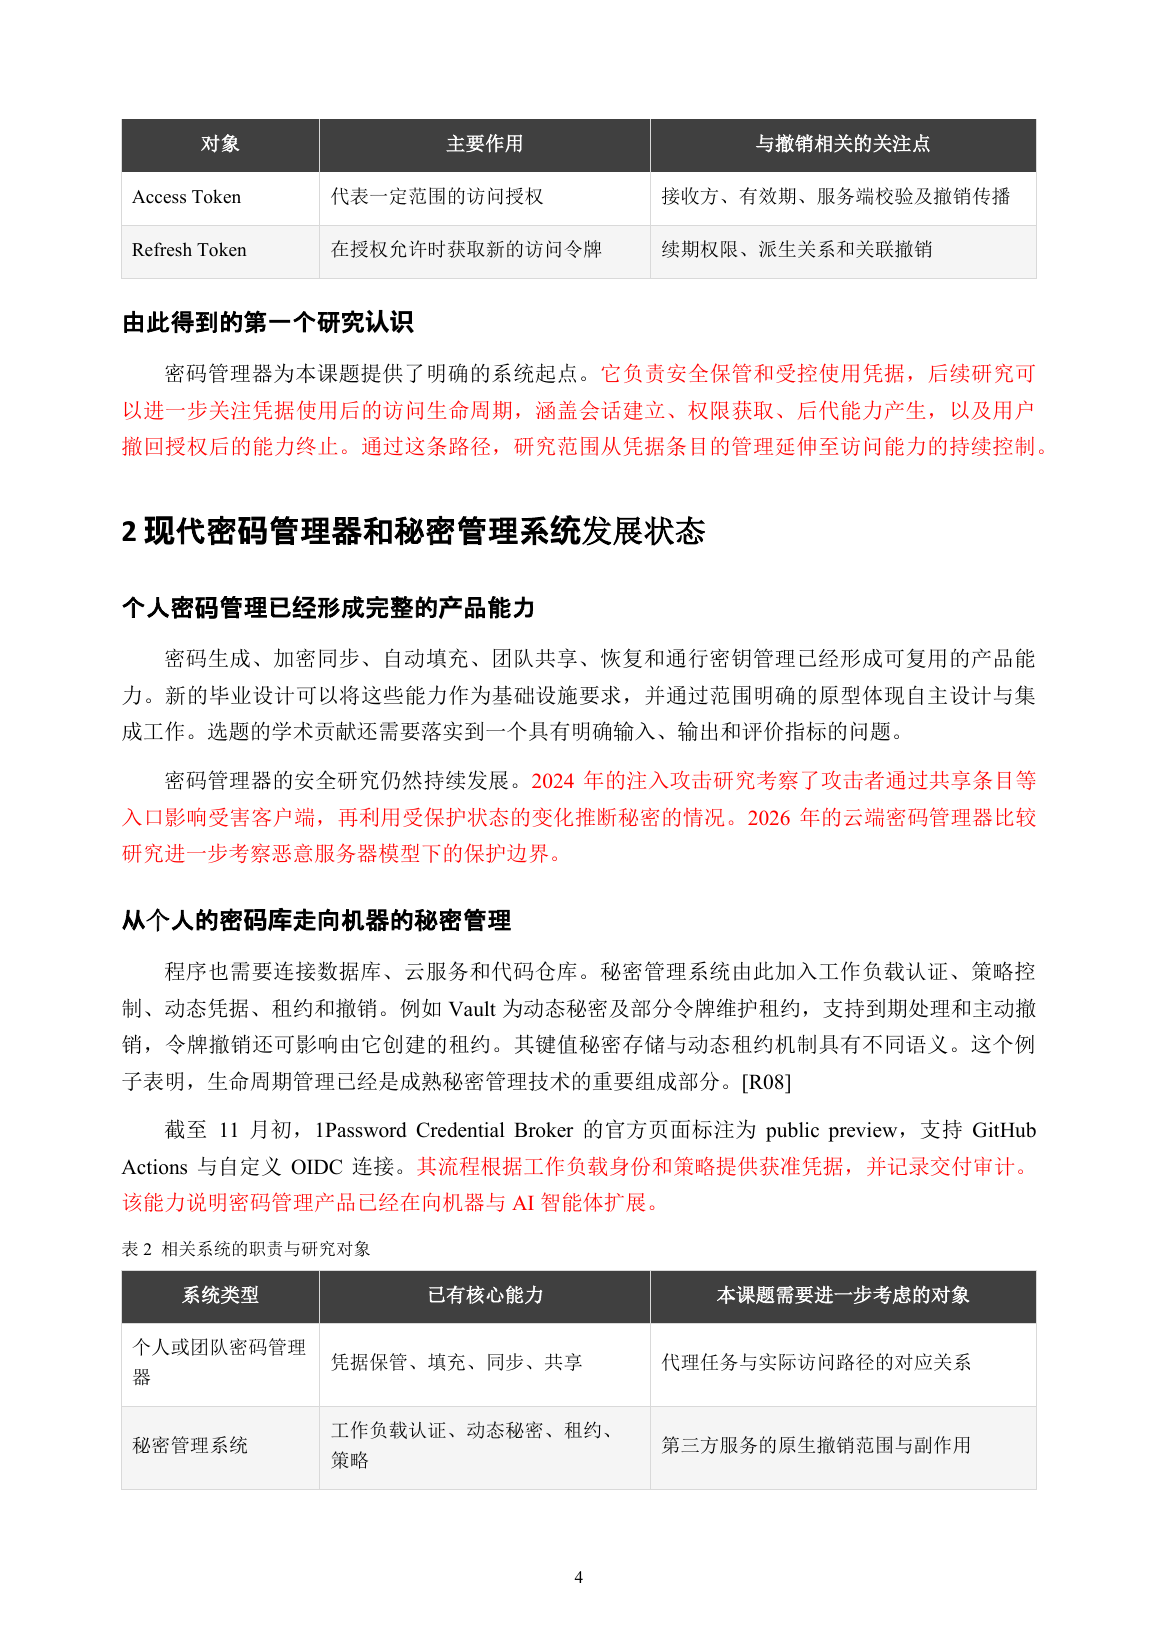 对象 主要作用 与撤销相关的关注点
Access Token 代表一定范围的访问授权 接收方、有效期、服务端校验及撤销传播
Refresh Token 在授权允许时获取新的访问令牌 续期权限、派生关系和关联撤销
由此得到的第一个研究认识
密码管理器为本课题提供了明确的系统起点。它负责安全保管和受控使用凭据，后续研究可
以进一步关注凭据使用后的访问生命周期，涵盖会话建立、权限获取、后代能力产生，以及用户
撤回授权后的能力终止。通过这条路径，研究范围从凭据条目的管理延伸至访问能力的持续控制。
2 现代密码管理器和秘密管理系统发展状态
个人密码管理已经形成完整的产品能力
密码生成、加密同步、自动填充、团队共享、恢复和通行密钥管理已经形成可复用的产品能
力。新的毕业设计可以将这些能力作为基础设施要求，并通过范围明确的原型体现自主设计与集
成工作。选题的学术贡献还需要落实到一个具有明确输入、输出和评价指标的问题。
密码管理器的安全研究仍然持续发展。2024 年的注入攻击研究考察了攻击者通过共享条目等
入口影响受害客户端，再利用受保护状态的变化推断秘密的情况。2026 年的云端密码管理器比较
研究进一步考察恶意服务器模型下的保护边界。
从个人的密码库走向机器的秘密管理
程序也需要连接数据库、云服务和代码仓库。秘密管理系统由此加入工作负载认证、策略控
制、动态凭据、租约和撤销。例如 Vault 为动态秘密及部分令牌维护租约，支持到期处理和主动撤
销，令牌撤销还可影响由它创建的租约。其键值秘密存储与动态租约机制具有不同语义。这个例
子表明，生命周期管理已经是成熟秘密管理技术的重要组成部分。[R08]
截至 11 月初，1Password Credential Broker 的官方页面标注为 public preview，支持 GitHub
Actions 与自定义 OIDC 连接。其流程根据工作负载身份和策略提供获准凭据，并记录交付审计。
该能力说明密码管理产品已经在向机器与 AI 智能体扩展。
表 2 相关系统的职责与研究对象
系统类型 已有核心能力 本课题需要进一步考虑的对象
个人或团队密码管理
器 凭据保管、填充、同步、共享 代理任务与实际访问路径的对应关系
秘密管理系统 工作负载认证、动态秘密、租约、
策略 第三方服务的原生撤销范围与副作用
4